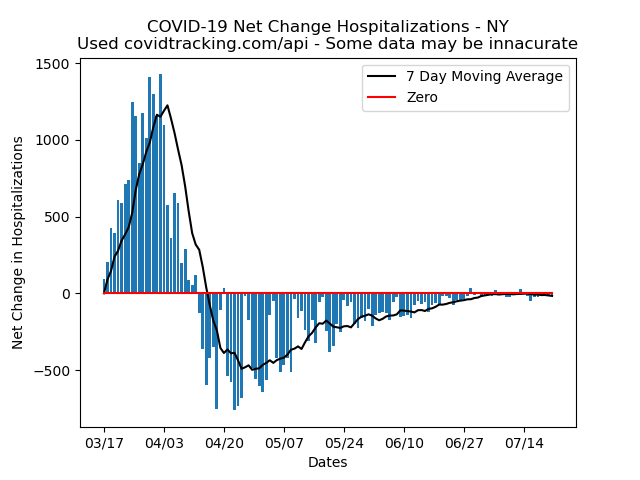 COVID-19 Net Change Hospitalizations - NY
Used covidtracking.com/api - Some data may be innacurate
7 Day Moving Average
Zero
Net Change in Hospitalizations
1500
1000
500
0
−500
03/17
04/03
04/20
05/07
05/24
06/10
06/27
07/14
Dates